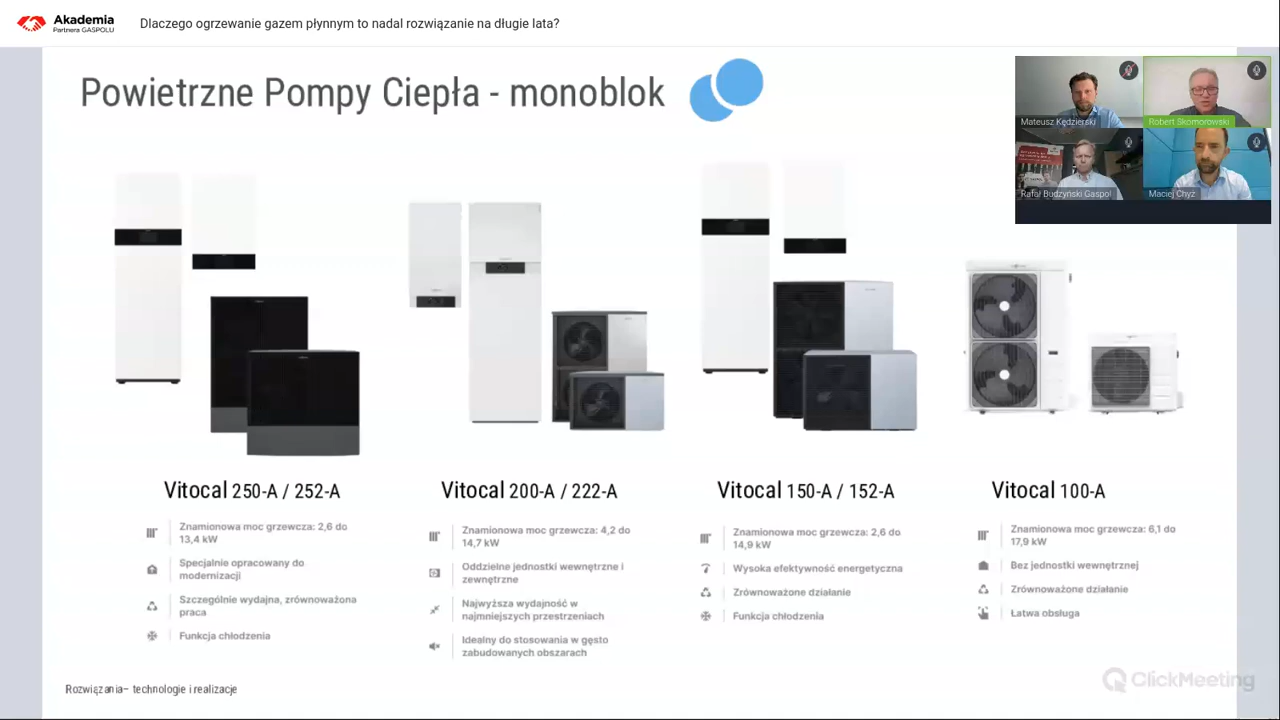 Akademia
Partnera GASPOLU
Dlaczego ogrzewanie gazem płynnym to nadal rozwiązanie na długie lata?
Powietrzne Pompy Ciepła - monoblok
Mateusz Kędzierski
Robert Skomorowski
Rafał Budzyński Gaspol
Maciej Chyz
Vitocal 250-A / 252-A
Znamionowa moc grzewcza: 2,6 do
13,4 kW
Specjalnie opracowany do
modernizacji
Szczególnie wydajna, zrównoważona
praca
Funkcja chłodzenia
Vitocal 200-A / 222-A
Znamionowa moc grzewcza: 4,2 do
14,7 kW
Oddzielne jednostki wewnętrzne i
zewnętrzne
Najwyższa wydajność w
najmniejszych przestrzeniach
Idealny do stosowania w gęsto
zabudowanych obszarach
Vitocal 150-A / 152-A
Znamionowa moc grzewcza: 2,6 do
14,9 kW
Wysoka efektywność energetyczna
Zrównoważone działanie
Funkcja chłodzenia
Vitocal 100-A
Znamionowa moc grzewcza: 6,1 do
17,9 kW
Bez jednostki wewnętrznej
Zrównoważone działanie
Łatwa obsługa
Rozwiązania– technologie i realizacje
ClickMeeting